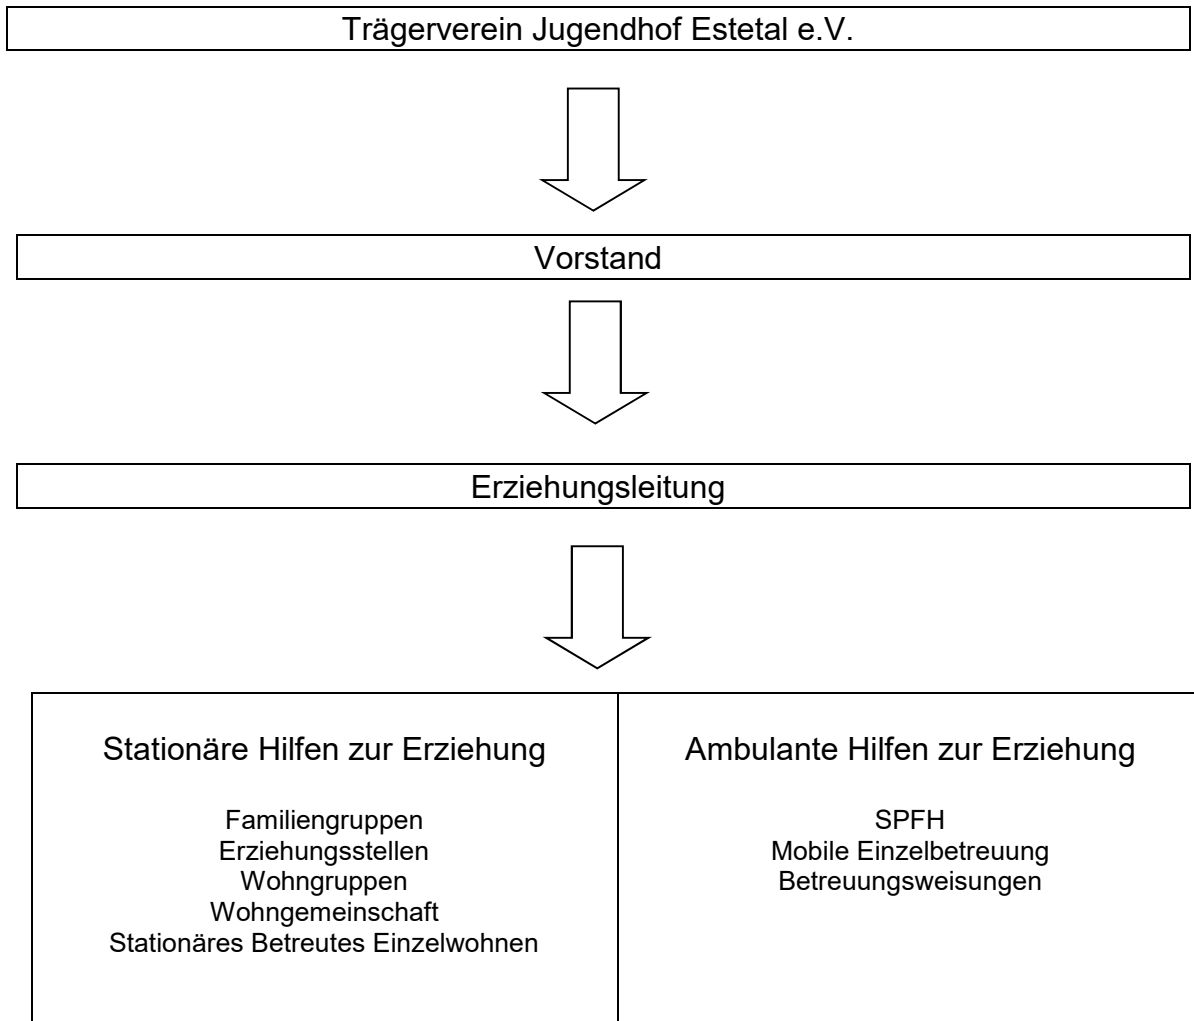 Trägerverein Jugendhof Estetal e.V.
Vorstand
Erziehungsleitung
Stationäre Hilfen zur Erziehung
Familiengruppen
Erziehungsstellen
Wohngruppen
Wohngemeinschaft
Stationäres Betreutes Einzelwohnen
Ambulante Hilfen zur Erziehung
SPFH
Mobile Einzelbetreuung
Betreuungsweisungen